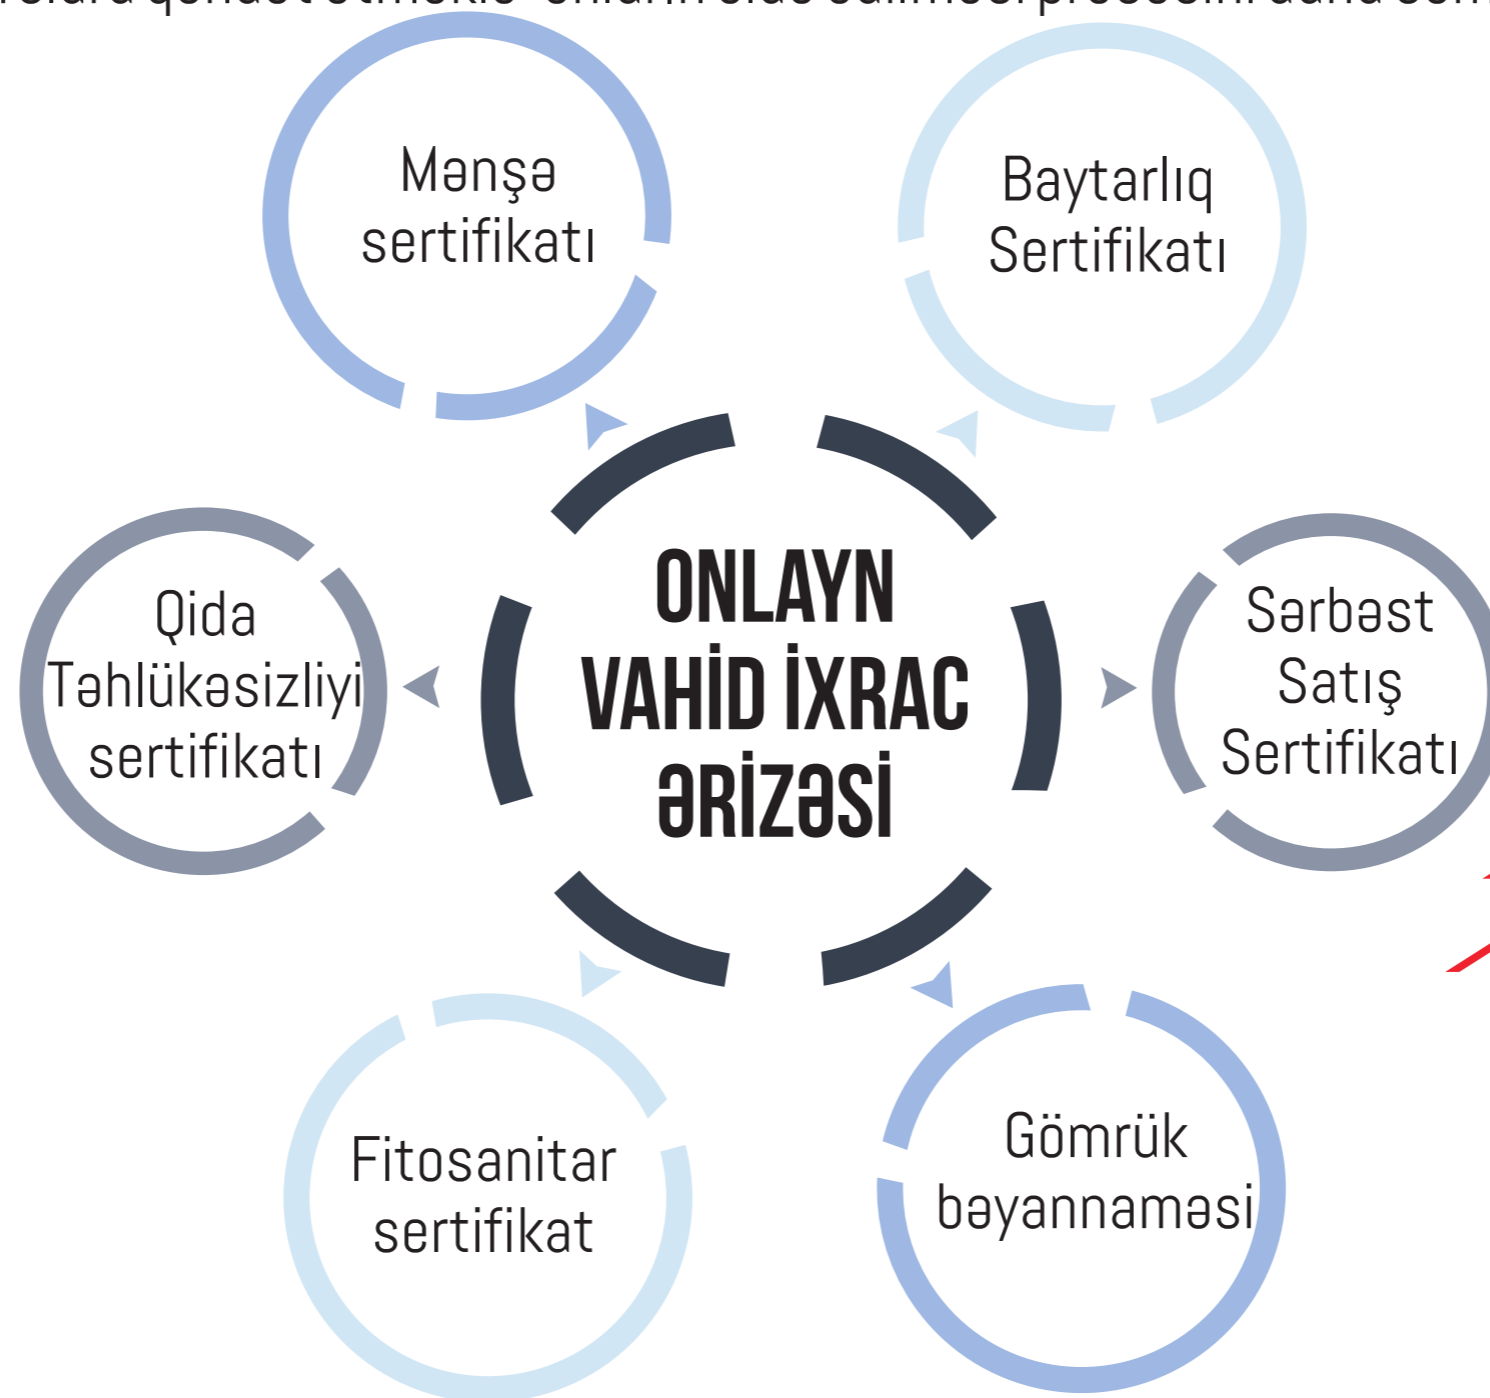 Mənşə
sertifikatı
Baytarlıq
Sertifikatı
ONLAYN
VAHİD İXRAC
ƏRİZƏSİ
Qida
Təhlükəsizliyi
sertifikatı
Sərbəst
Satış
Sertifikatı
Fitosanitar
sertifikat
Gömrük
bəyannaməsi